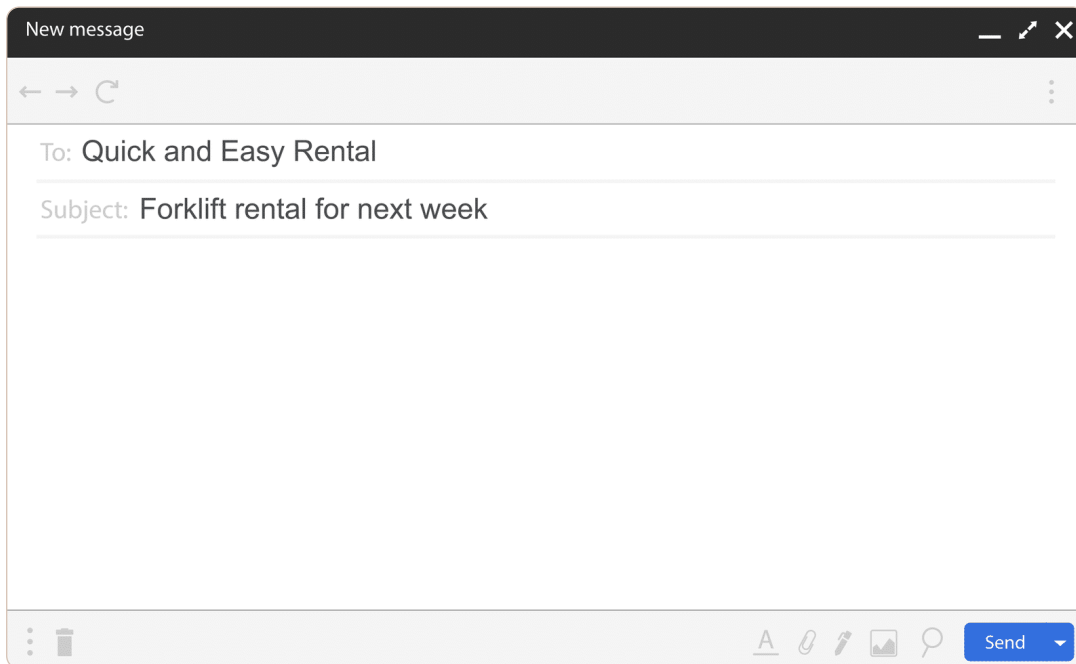 New message
To: Quick and Easy Rental
Subject: Forklift rental for next week
A
Send